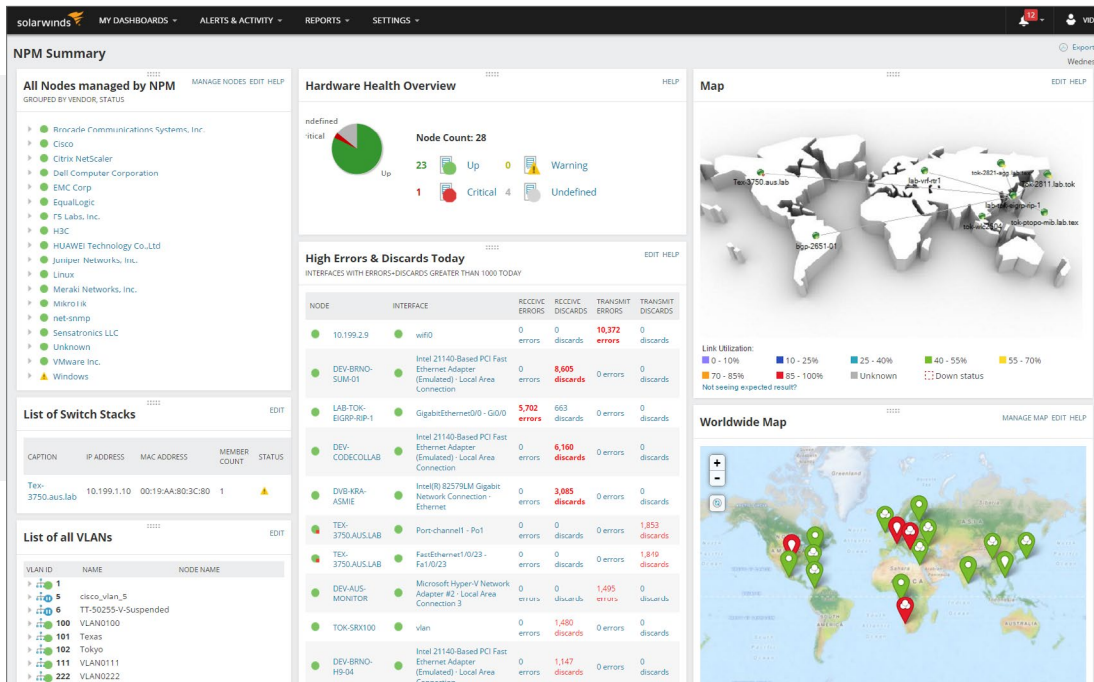 solarwinds MY DASHBOARDS ALERTS & ACTIVITY REPORTS SETTINGS 12
NPM Summary
Export
All Nodes managed by NPM MANAGE NODES EDIT HELP
GROUPED BY VENDOR, STATUS
Brocade Communications Systems, Inc.
Cisco
Citrix NetScaler
Dell Computer Corporation
EMC Corp
EqualLogic
F5 Labs, Inc.
H3C
HUAWEI Technology Co.,Ltd
Juniper Networks, Inc.
Linux
Meraki Networks, Inc.
MikroTik
net-snmp
Sensatronics LLC
Unknown
VMware Inc.
Windows
List of Switch Stacks EDIT
CAPTION IP ADDRESS MAC ADDRESS MEMBER COUNT STATUS
Tex-
3750.aus.lab 10.199.1.10 00:19:AA:80:3C:80 1
List of all VLANs EDIT
VLAN ID NAME NODE NAME
1
5 cisco_vlan_5
6 TT-50255-V-Suspended
100 VLAN0100
101 Texas
102 Tokyo
111 VLAN0111
222 VLAN0222
Hardware Health Overview HELP
Up
Node Count: 28
23 Up 0 Warning
1 Critical 4 Undefined
High Errors & Discards Today EDIT HELP
INTERFACES WITH ERRORS+DISCARDS GREATER THAN 1000 TODAY
NODE INTERFACE RECEIVE ERRORS RECEIVE DISCARDS TRANSMIT ERRORS TRANSMIT DISCARDS
10.199.2.9 wifi0 0 errors 0 discards 10,372 errors 0 discards
DEV-BRNO-SUM-01 Intel 21140-Based PCI Fast Ethernet Adapter (Emulated) - Local Area Connection 0 errors 8,605 discards 0 errors 0 discards
LAB-TOK-EIGRP-RIP-1 GigabitEthernet0/0 - Gi0/0 5,702 errors 663 discards 0 errors 0 discards
DEV-CODECOLLAB Intel 21140-Based PCI Fast Ethernet Adapter (Emulated) - Local Area Connection 0 errors 6,160 discards 0 errors 0 discards
DVB-KRA-ASMIE Intel(R) 82579LM Gigabit Network Connection - Ethernet 0 errors 3,085 discards 0 errors 0 discards
TEX-3750.AUS.LAB Port-channel1 - Po1 0 errors 0 discards 0 errors 1,853 discards
TEX-3750.AUS.LAB FastEthernet1/0/23 - Fa1/0/23 0 errors 0 discards 0 errors 1,849 discards
DEV-AUS-MONITOR Microsoft Hyper-V Network Adapter #2 - Local Area Connection 3 0 errors 0 discards 1,495 errors 0 discards
TOK-SRX100 vlan 0 errors 1,480 discards 0 errors 0 discards
DEV-BRNO-H9-04 Intel 21140-Based PCI Fast Ethernet Adapter (Emulated) - Local Area Connection 0 errors 1,147 discards 0 errors 0 discards
Map EDIT HELP
Tex-3750.aus.lab
lab-vrf-rtr1
tok-2811.lab.tok
lab-tok-eigrp-rip-1
tok-ptopo-mib.lab.tex
tok-wlc2504
bgp-2651-01
Link Utilization:
0 - 10% 10 - 25% 25 - 40% 40 - 55% 55 - 70%
70 - 85% 85 - 100% Unknown Down status
Not seeing expected result?
Worldwide Map MANAGE MAP EDIT HELP
+
-
Greenland
Sahara
SOUTH AMERICA
AUSTRALIA